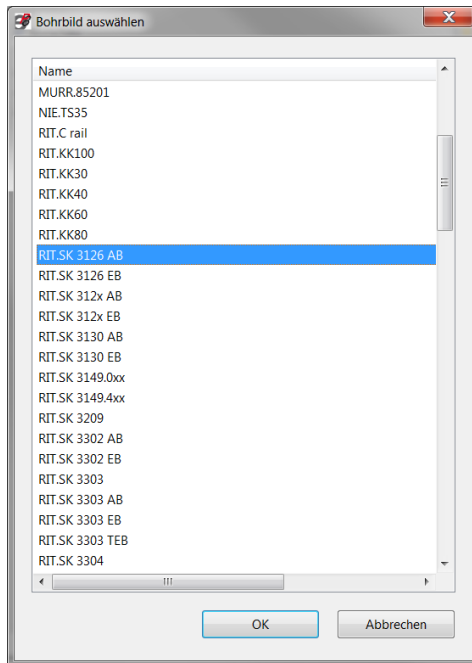 Bohrbild auswählen
Name
MURR.85201
NIE.TS35
RIT.C rail
RIT.KK100
RIT.KK30
RIT.KK40
RIT.KK60
RIT.KK80
RIT.SK 3126 AB
RIT.SK 3126 EB
RIT.SK 312x AB
RIT.SK 312x EB
RIT.SK 3130 AB
RIT.SK 3130 EB
RIT.SK 3149.0xx
RIT.SK 3149.4xx
RIT.SK 3209
RIT.SK 3302 AB
RIT.SK 3302 EB
RIT.SK 3303
RIT.SK 3303 AB
RIT.SK 3303 EB
RIT.SK 3303 TEB
RIT.SK 3304
OK
Abbrechen